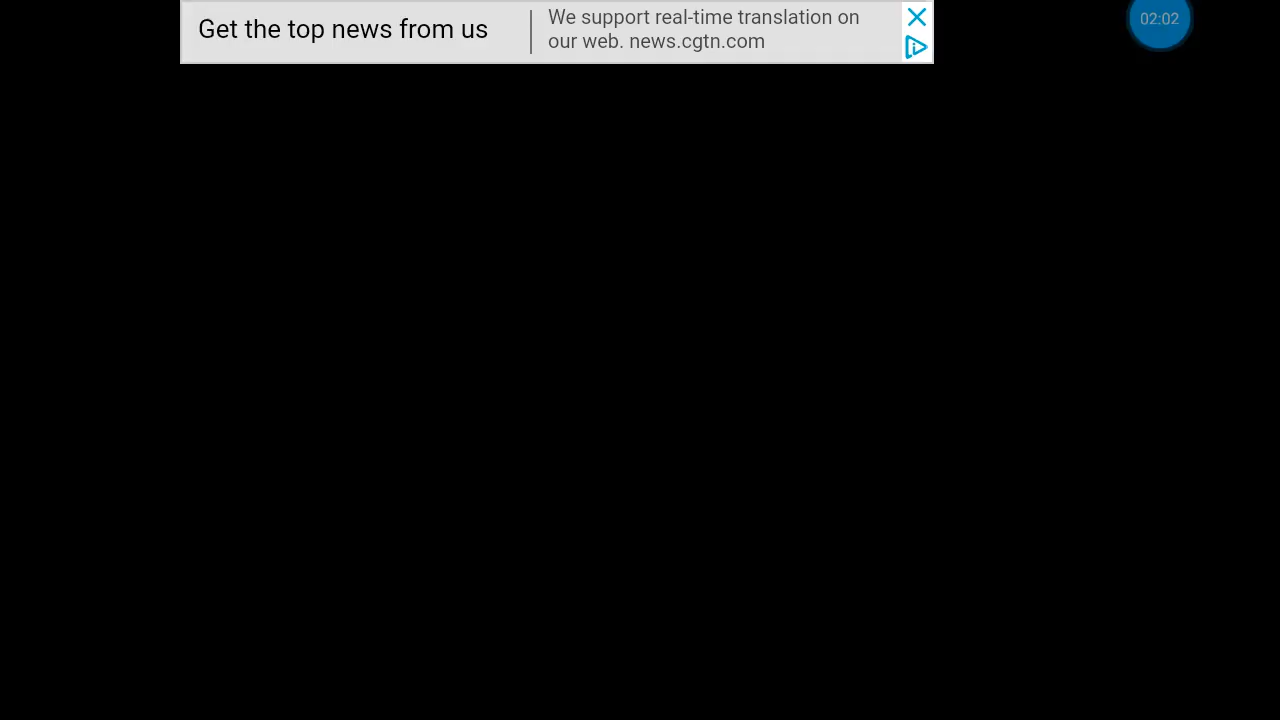 Get the top news from us
We support real-time translation on
our web. news.cgtn.com
02:02